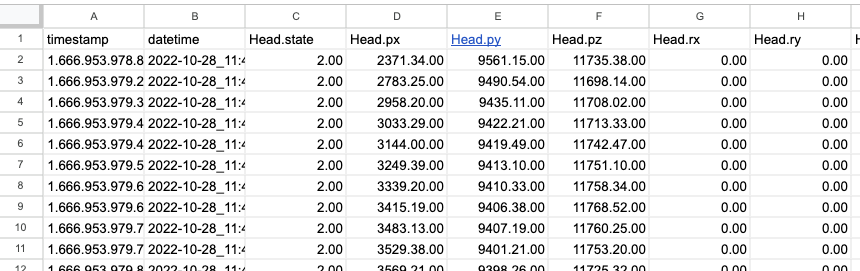 A B C D E F G H
1 timestamp datetime Head.state Head.px Head.py Head.pz Head.rx Head.ry
2 1.666.953.978.8 2022-10-28_11:4 2.00 2371.34.00 9561.15.00 11735.38.00 0.00 0.00
3 1.666.953.979.2 2022-10-28_11:4 2.00 2783.25.00 9490.54.00 11698.14.00 0.00 0.00
4 1.666.953.979.3 2022-10-28_11:4 2.00 2958.20.00 9435.11.00 11708.02.00 0.00 0.00
5 1.666.953.979.4 2022-10-28_11:4 2.00 3033.29.00 9422.21.00 11713.33.00 0.00 0.00
6 1.666.953.979.4 2022-10-28_11:4 2.00 3144.00.00 9419.49.00 11742.47.00 0.00 0.00
7 1.666.953.979.5 2022-10-28_11:4 2.00 3249.39.00 9413.10.00 11751.10.00 0.00 0.00
8 1.666.953.979.6 2022-10-28_11:4 2.00 3339.20.00 9410.33.00 11758.34.00 0.00 0.00
9 1.666.953.979.6 2022-10-28_11:4 2.00 3415.19.00 9406.38.00 11768.52.00 0.00 0.00
10 1.666.953.979.7 2022-10-28_11:4 2.00 3483.13.00 9407.19.00 11760.25.00 0.00 0.00
11 1.666.953.979.7 2022-10-28_11:4 2.00 3529.38.00 9401.21.00 11753.20.00 0.00 0.00
12 1.666.953.979.8 2022-10-28_11:4 2.00 3569.21.00 9398.26.00 11725.32.00 0.00 0.00